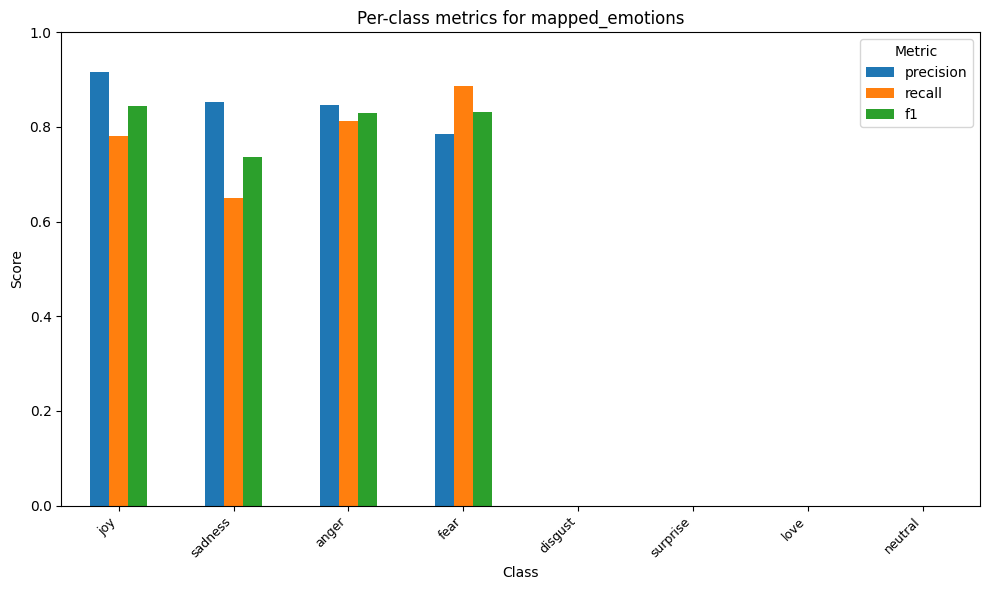 Per-class metrics for mapped_emotions
Metric
precision
recall
f1
Score
1.0
0.8
0.6
0.4
0.2
0.0
joy
sadness
anger
fear
disgust
surprise
love
neutral
Class